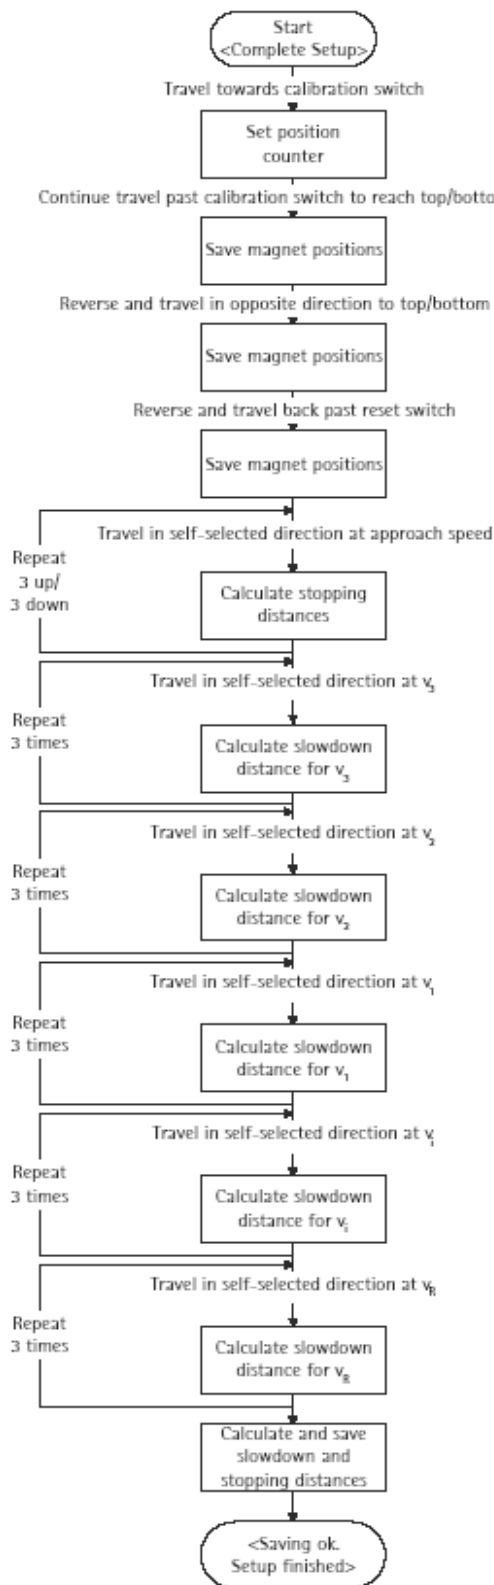 Start
<Complete Setup>
Travel towards calibration switch
Set position
counter
Continue travel past calibration switch to reach top/botto
Save magnet positions
Reverse and travel in opposite direction to top/bottom
Save magnet positions
Reverse and travel back past reset switch
Save magnet positions
Travel in self-selected direction at approach speed
Repeat
3 up/
3 down
Calculate stopping
distances
Travel in self-selected direction at v₃
Repeat
3 times
Calculate slowdown
distance for v₃
Travel in self-selected direction at v₂
Repeat
3 times
Calculate slowdown
distance for v₂
Travel in self-selected direction at v₁
Repeat
3 times
Calculate slowdown
distance for v₁
Travel in self-selected direction at vᵢ
Repeat
3 times
Calculate slowdown
distance for vᵢ
Travel in self-selected direction at v_R
Repeat
3 times
Calculate slowdown
distance for v_R
Calculate and save
slowdown and
stopping distances
<Saving ok.
Setup finished>